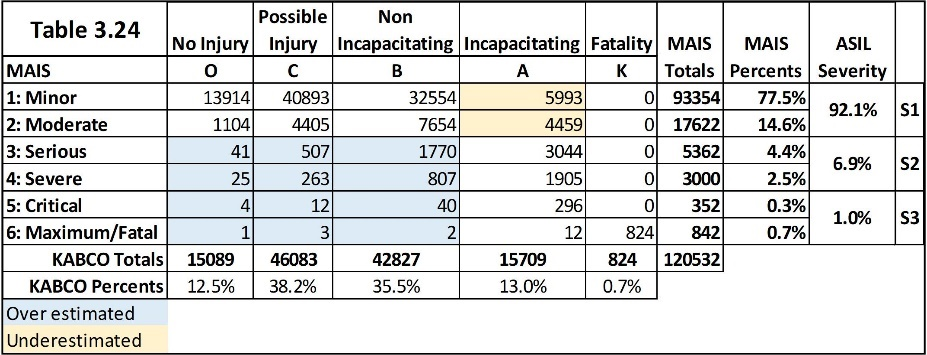 Table 3.24 No Injury Possible Injury Non Incapacitating Incapacitating Fatality MAIS Totals MAIS Percents ASIL Severity
MAIS O C B A K
1: Minor 13914 40893 32554 5993 0 93354 77.5% 92.1% S1
2: Moderate 1104 4405 7654 4459 0 17622 14.6%
3: Serious 41 507 1770 3044 0 5362 4.4% 6.9% S2
4: Severe 25 263 807 1905 0 3000 2.5%
5: Critical 4 12 40 296 0 352 0.3% 1.0% S3
6: Maximum/Fatal 1 3 2 12 824 842 0.7%
KABCO Totals 15089 46083 42827 15709 824 120532
KABCO Percents 12.5% 38.2% 35.5% 13.0% 0.7%
Over estimated
Underestimated